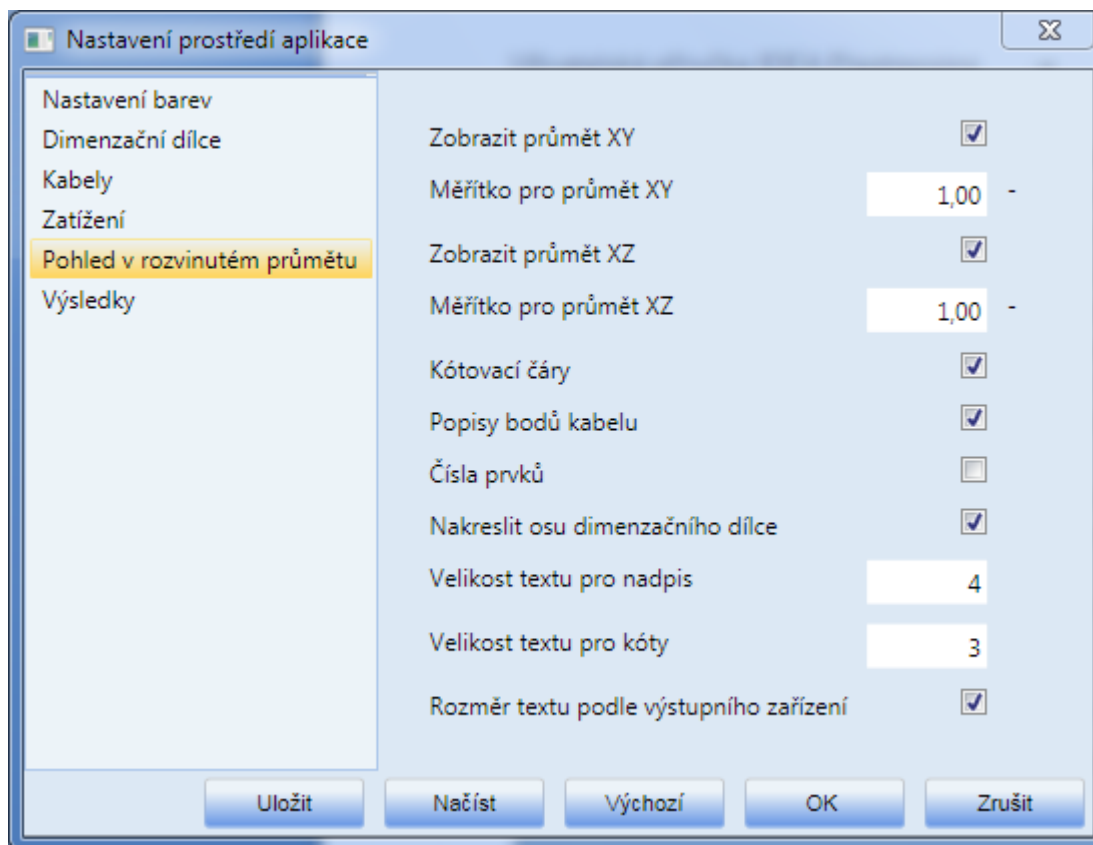 Nastavení prostředí aplikace
Nastavení barev
Dimenzační dílce
Kabely
Zatížení
Pohled v rozvinutém průmětu
Výsledky
Zobrazit průmět XY
Měřítko pro průmět XY 1,00 -
Zobrazit průmět XZ
Měřítko pro průmět XZ 1,00 -
Kótovací čáry
Popisy bodů kabelu
Čísla prvků
Nakreslit osu dimenzačního dílce
Velikost textu pro nadpis 4
Velikost textu pro kóty 3
Rozměr textu podle výstupního zařízení
Uložit Načíst Výchozí OK Zrušit